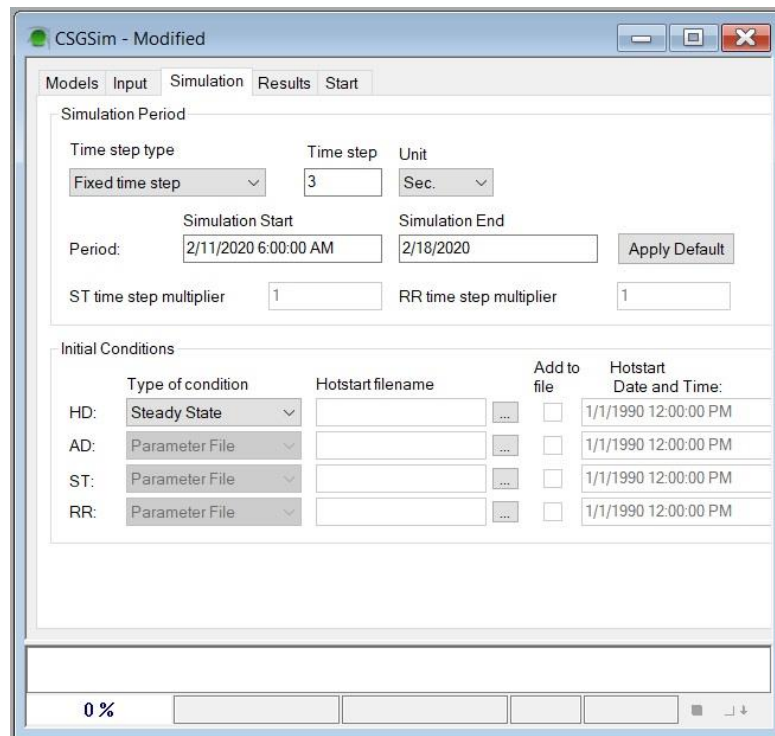 CSGSim - Modified
Models Input Simulation Results Start
Simulation Period
Time step type Time step Unit
Fixed time step 3 Sec.
Simulation Start Simulation End
Period: 2/11/2020 6:00:00 AM 2/18/2020 Apply Default
ST time step multiplier 1 RR time step multiplier 1
Initial Conditions
Add to Hotstart
Type of condition Hotstart filename file Date and Time:
HD: Steady State ... 1/1/1990 12:00:00 PM
AD: Parameter File ... 1/1/1990 12:00:00 PM
ST: Parameter File ... 1/1/1990 12:00:00 PM
RR: Parameter File ... 1/1/1990 12:00:00 PM
0 %